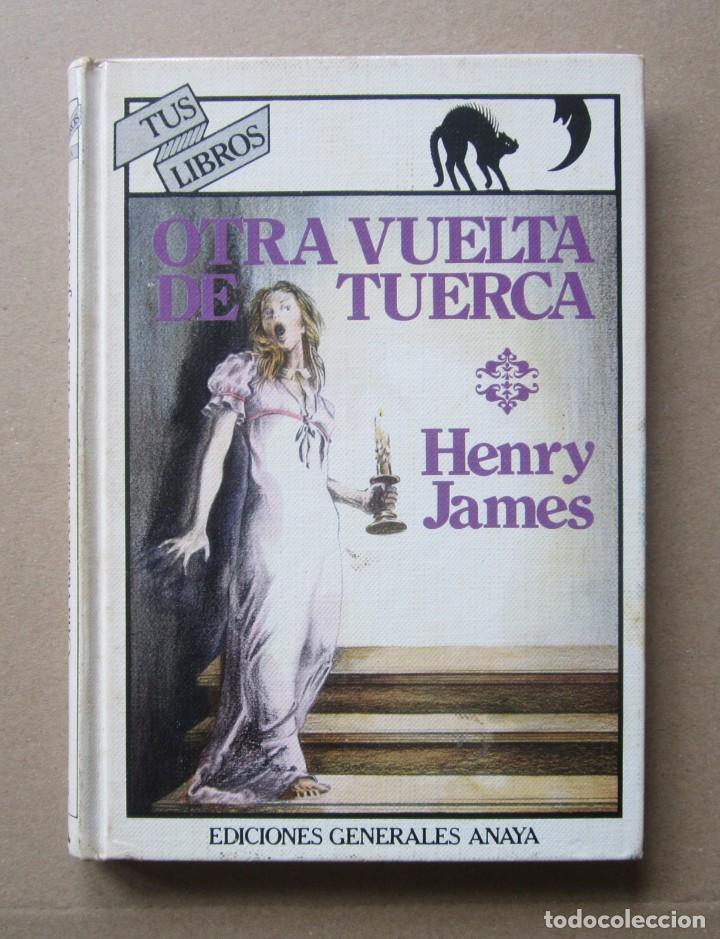 TUS
LIBROS
OTRA VUELTA
DE TUERCA
Henry
James
EDICIONES GENERALES ANAYA
todocoleccion